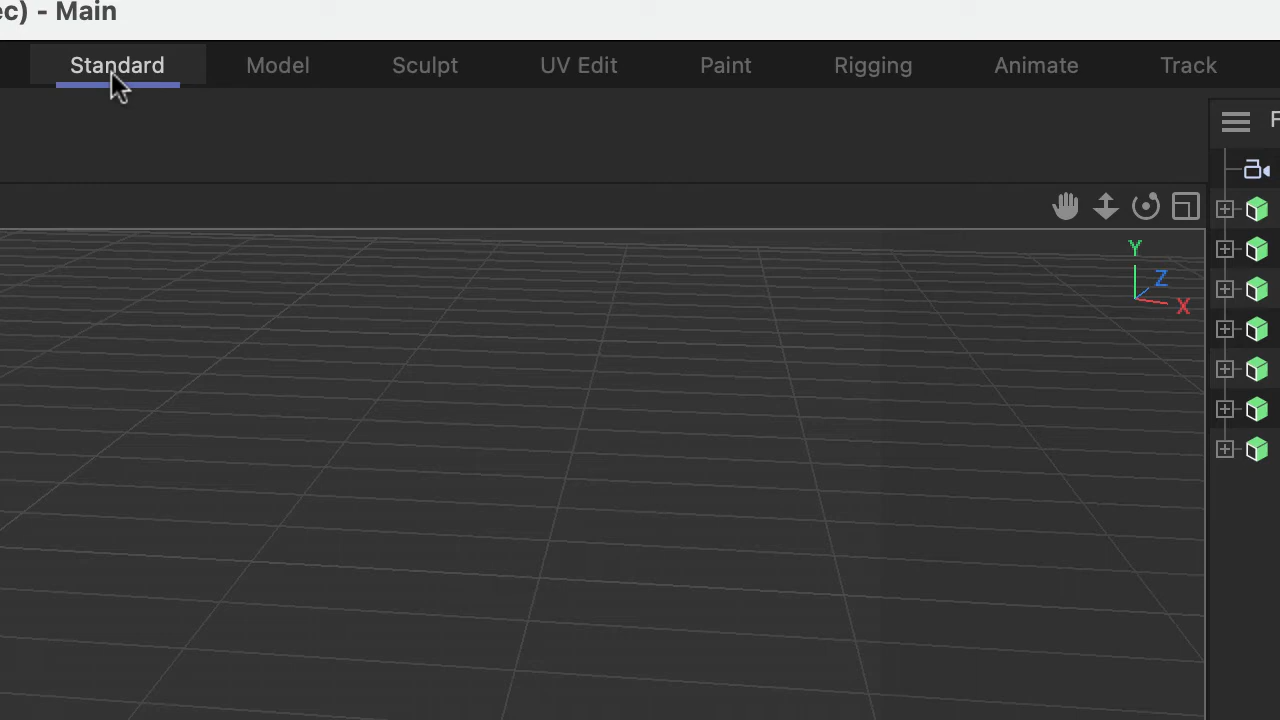 ec) - Main
Standard Model Sculpt UV Edit Paint Rigging Animate Track
F
Y
Z
X